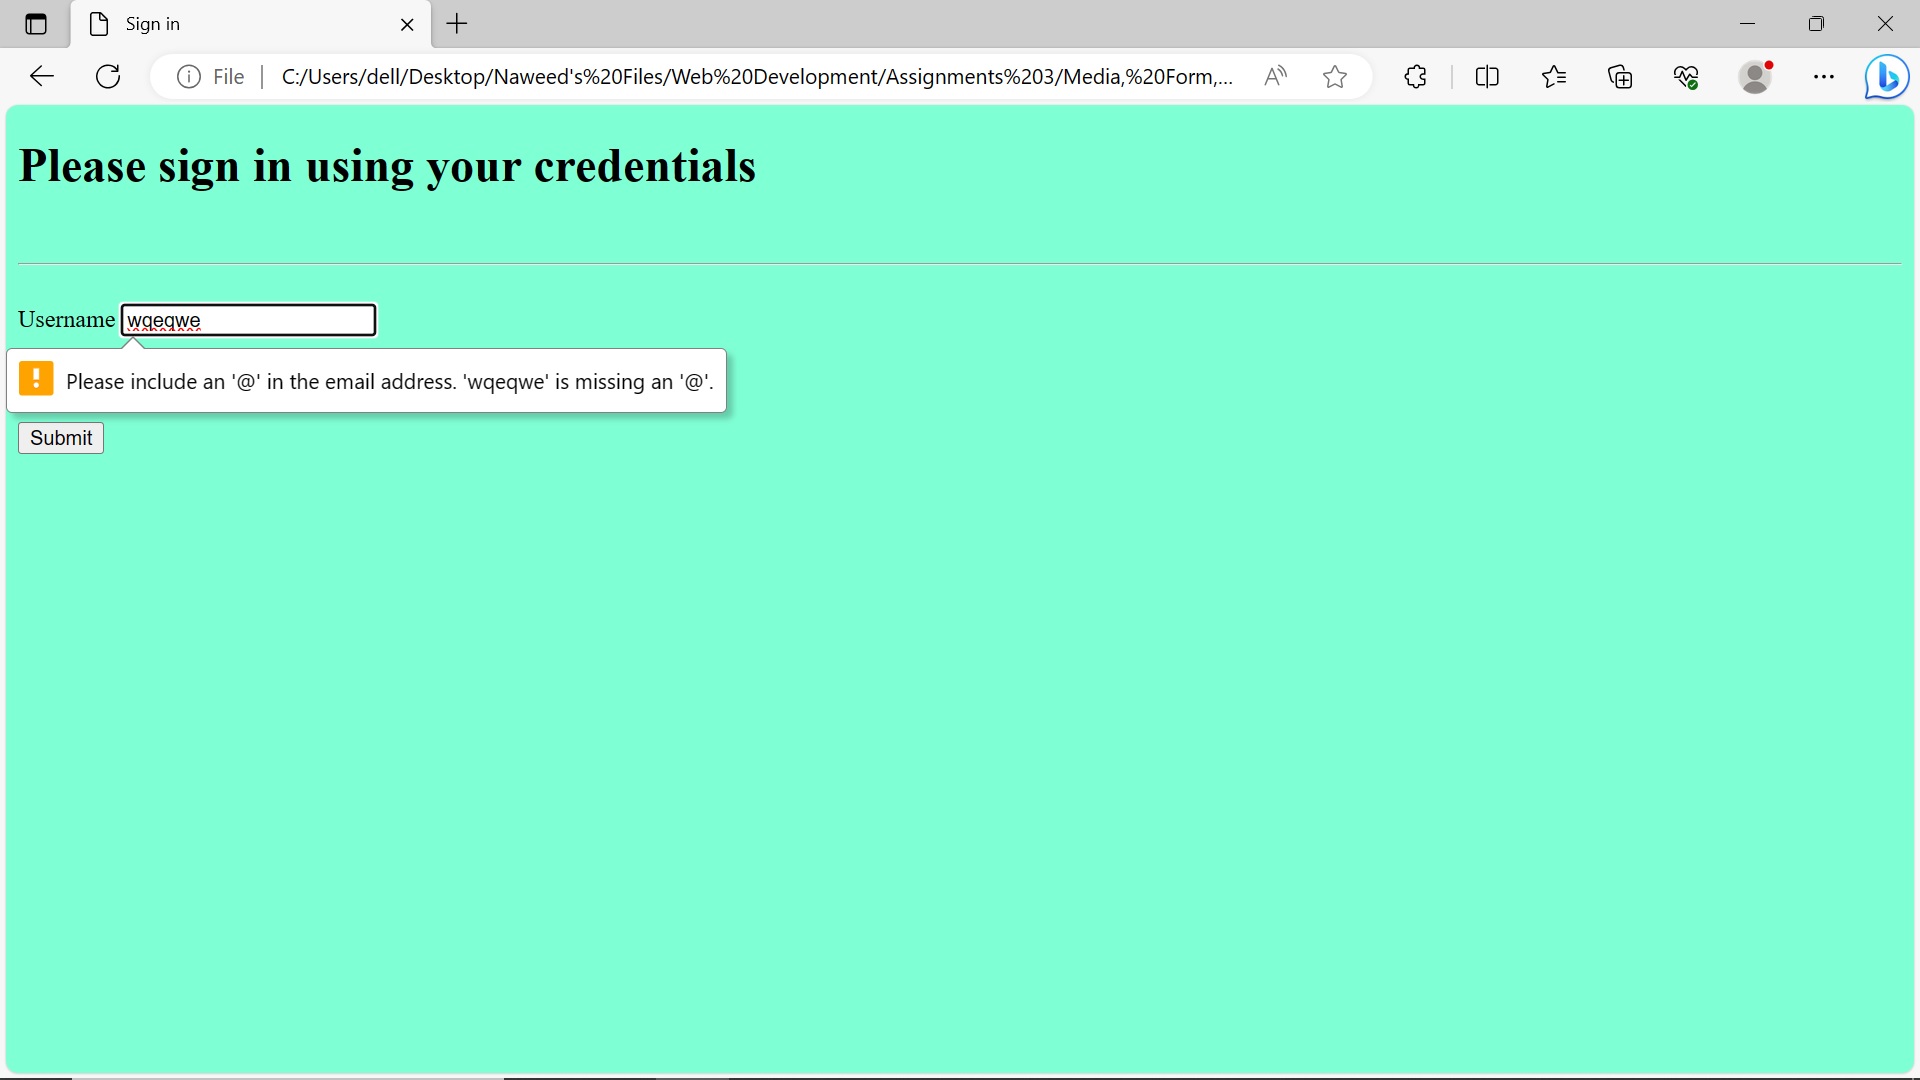 Sign in
File
C:/Users/dell/Desktop/Naweed's%20Files/Web%20Development/Assignments%203/Media,%20Form,...
Please sign in using your credentials
Username wqeqwe
Please include an '@' in the email address. 'wqeqwe' is missing an '@'.
Submit